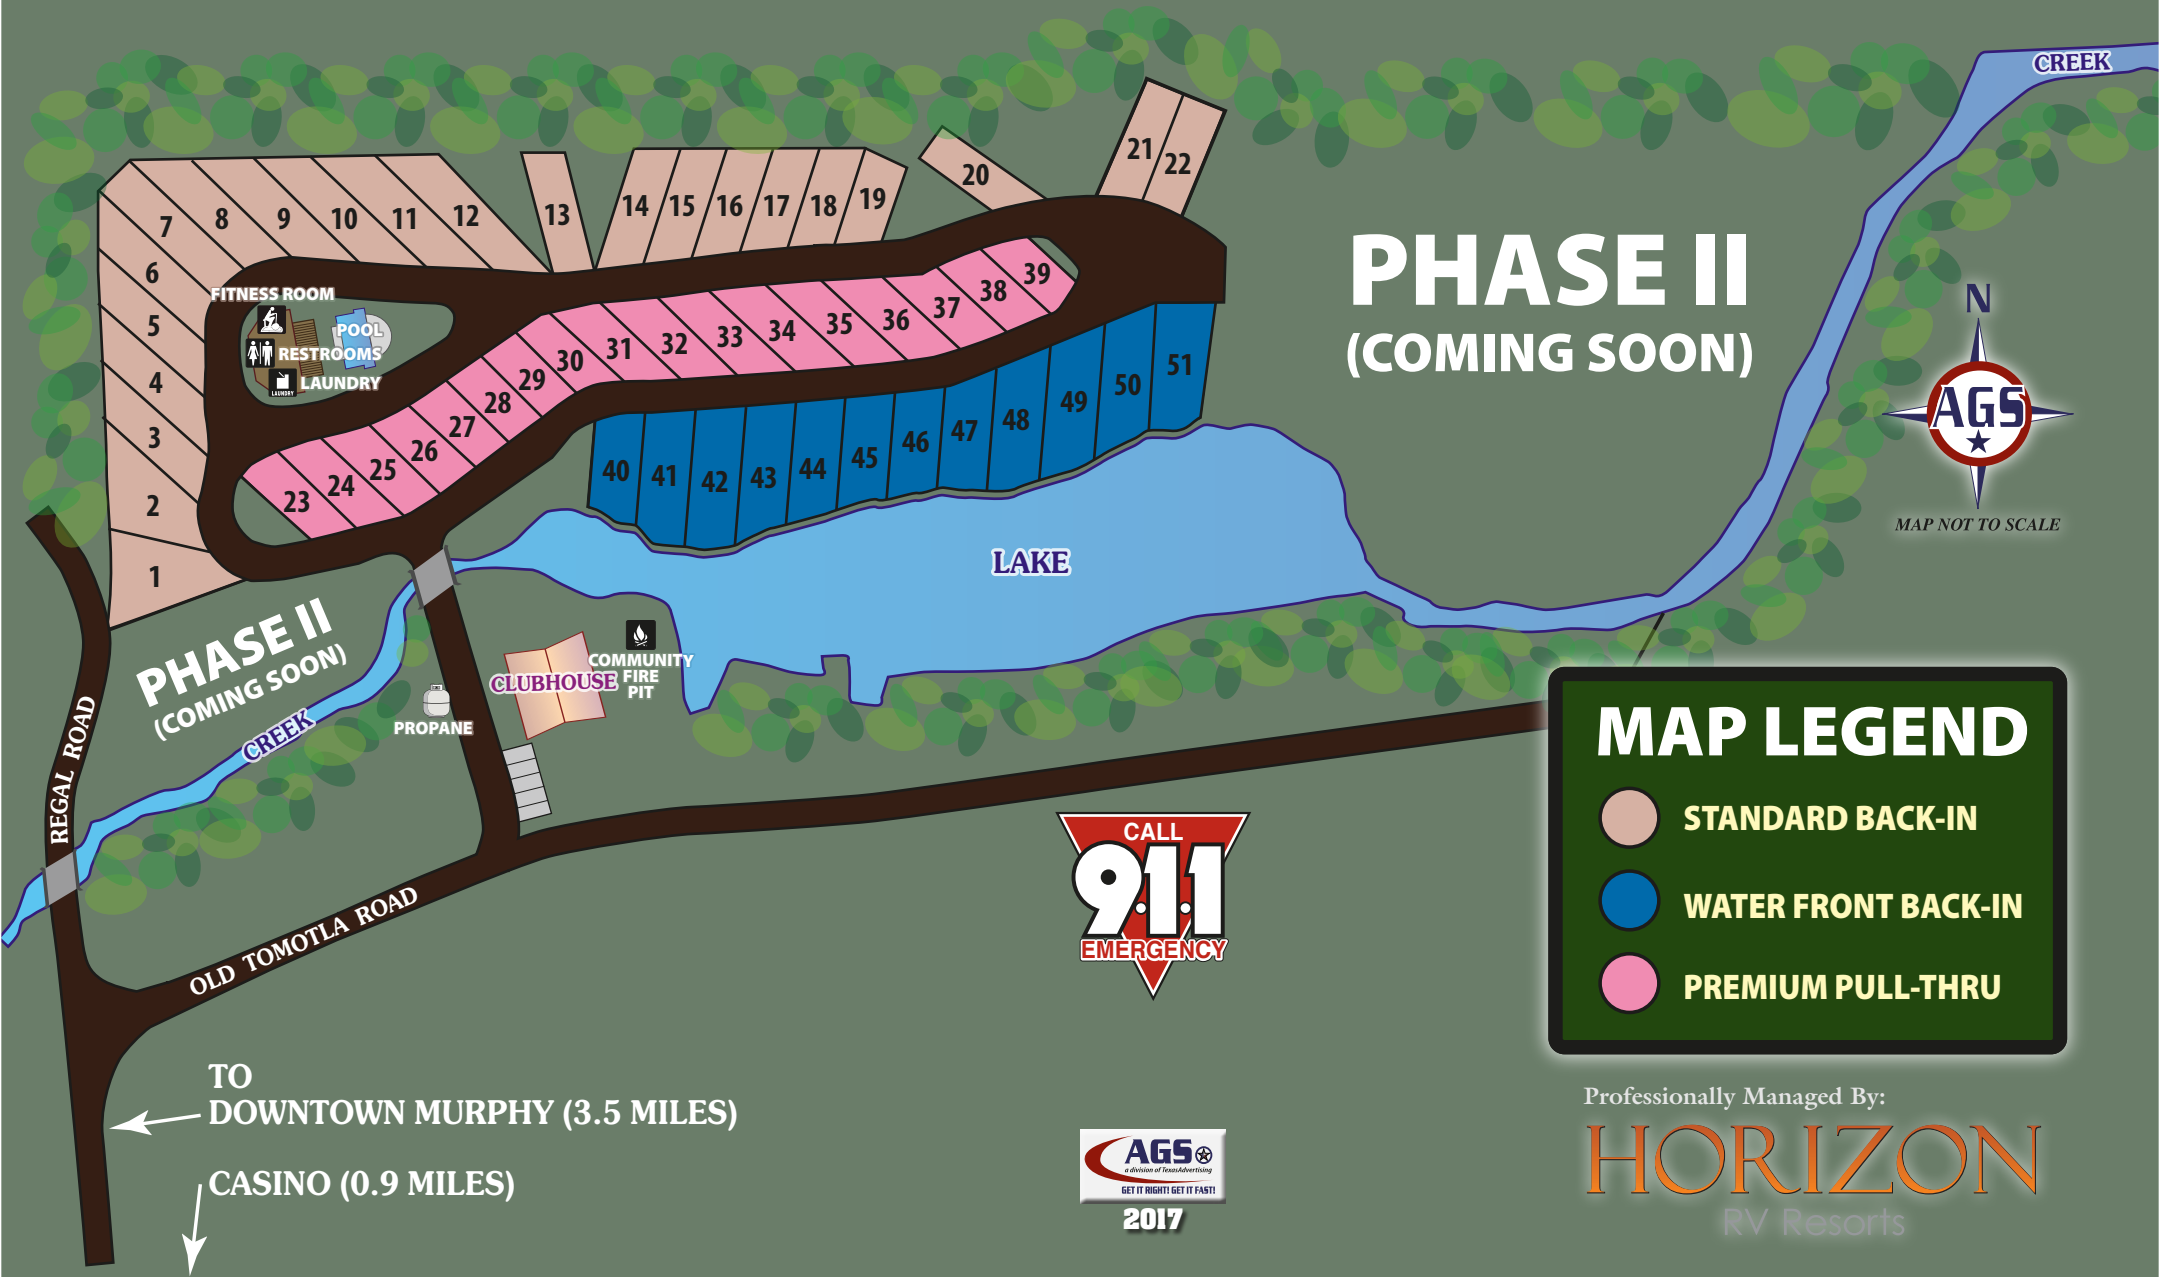 CREEK
21
22
20
7
8
9
10
11
12
13
14
15
16
17
18
19
6
5
4
3
2
1
FITNESS ROOM
POOL
RESTROOMS
LAUNDRY
LAUNDRY
23
24
25
26
27
28
29
30
31
32
33
34
35
36
37
38
39
40
41
42
43
44
45
46
47
48
49
50
51
PHASE II
(COMING SOON)
N
AGS
MAP NOT TO SCALE
LAKE
PHASE II
(COMING SOON)
CREEK
REGAL ROAD
PROPANE
CLUBHOUSE
COMMUNITY
FIRE
PIT
OLD TOMOTLA ROAD
CALL
911
EMERGENCY
MAP LEGEND
STANDARD BACK-IN
WATER FRONT BACK-IN
PREMIUM PULL-THRU
TO
DOWNTOWN MURPHY (3.5 MILES)
CASINO (0.9 MILES)
AGS
a division of TexasAdvertising
GET IT RIGHT! GET IT FAST!
2017
Professionally Managed By:
HORIZON
RV Resorts